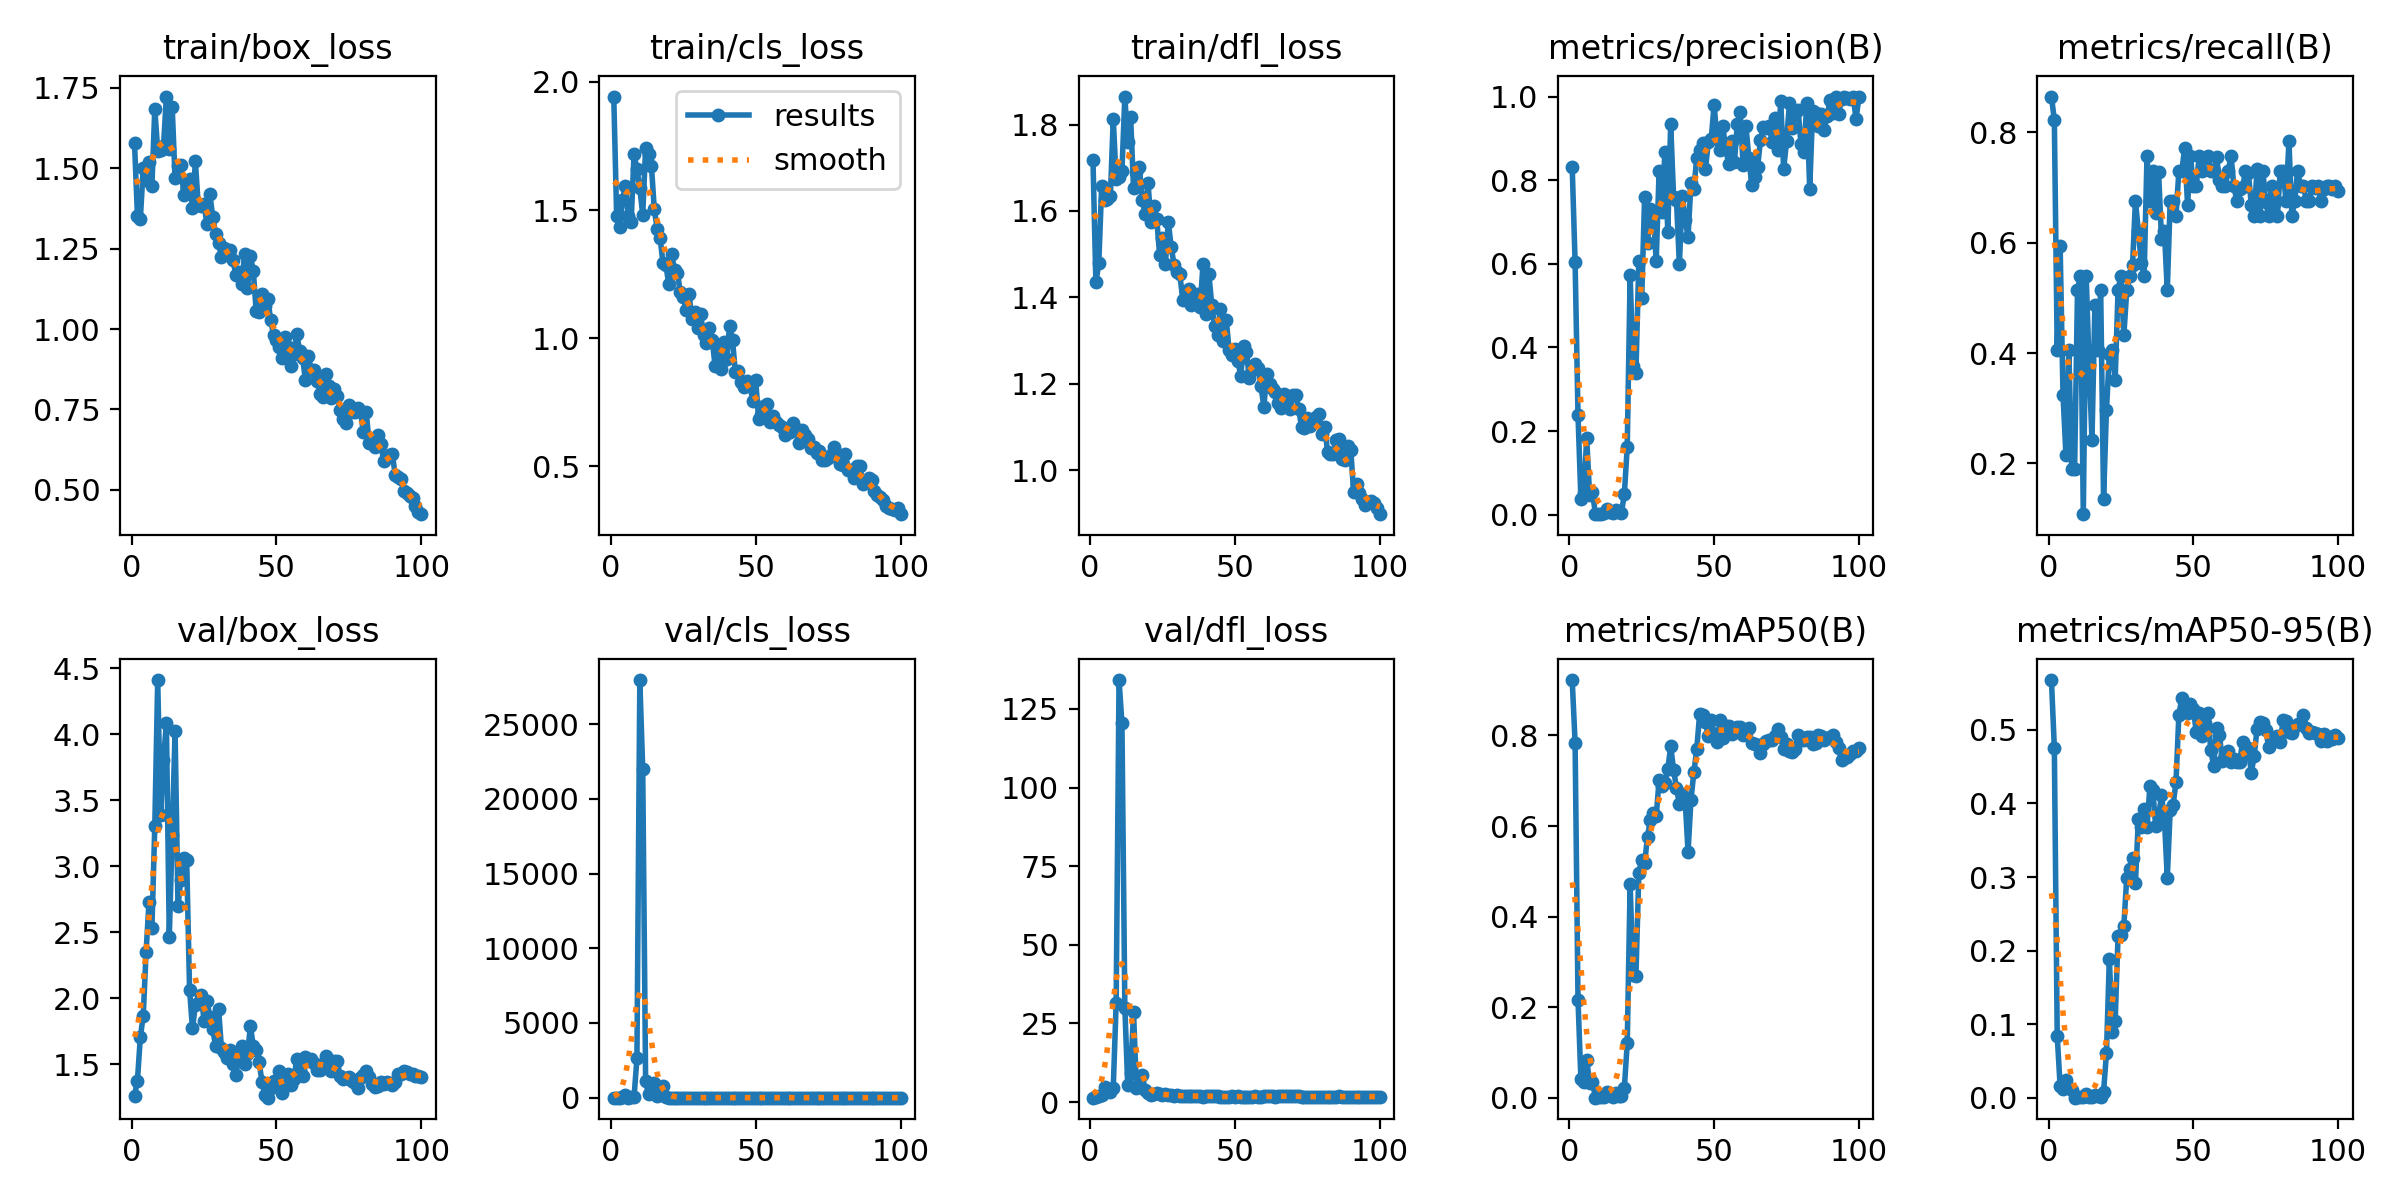 train/box_loss
1.75
1.50
1.25
1.00
0.75
0.50
0 50 100
train/cls_loss
results
smooth
2.0
1.5
1.0
0.5
0 50 100
train/dfl_loss
1.8
1.6
1.4
1.2
1.0
0 50 100
metrics/precision(B)
1.0
0.8
0.6
0.4
0.2
0.0
0 50 100
metrics/recall(B)
0.8
0.6
0.4
0.2
0 50 100
val/box_loss
4.5
4.0
3.5
3.0
2.5
2.0
1.5
0 50 100
val/cls_loss
25000
20000
15000
10000
5000
0
0 50 100
val/dfl_loss
125
100
75
50
25
0
0 50 100
metrics/mAP50(B)
0.8
0.6
0.4
0.2
0.0
0 50 100
metrics/mAP50-95(B)
0.5
0.4
0.3
0.2
0.1
0.0
0 50 100